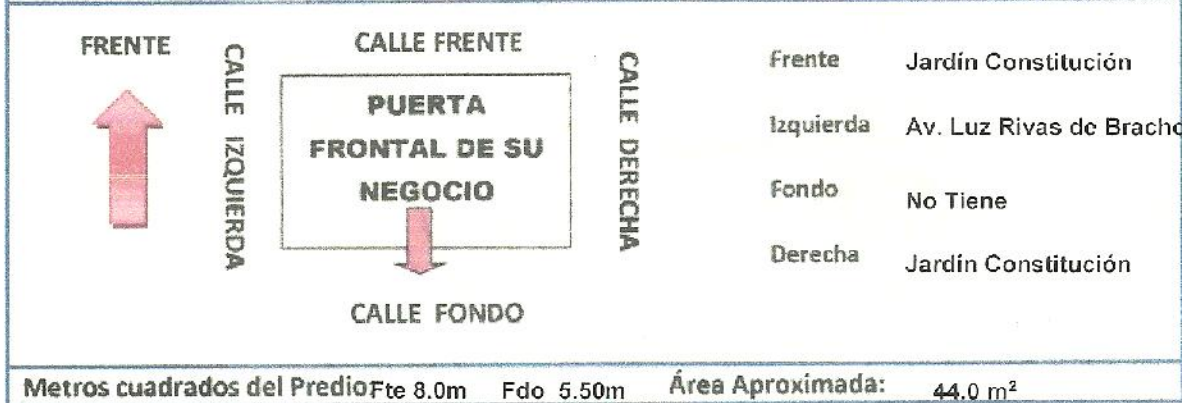 FRENTE
CALLE IZQUIERDA
CALLE FRENTE
PUERTA
FRONTAL DE SU
NEGOCIO
CALLE FONDO
CALLE DERECHA
Frente Jardín Constitución
Izquierda Av. Luz Rivas de Bracho
Fondo No Tiene
Derecha Jardín Constitución
Metros cuadrados del Predio: Fte 8.0m Fdo 5.50m Área Aproximada: 44.0 m²